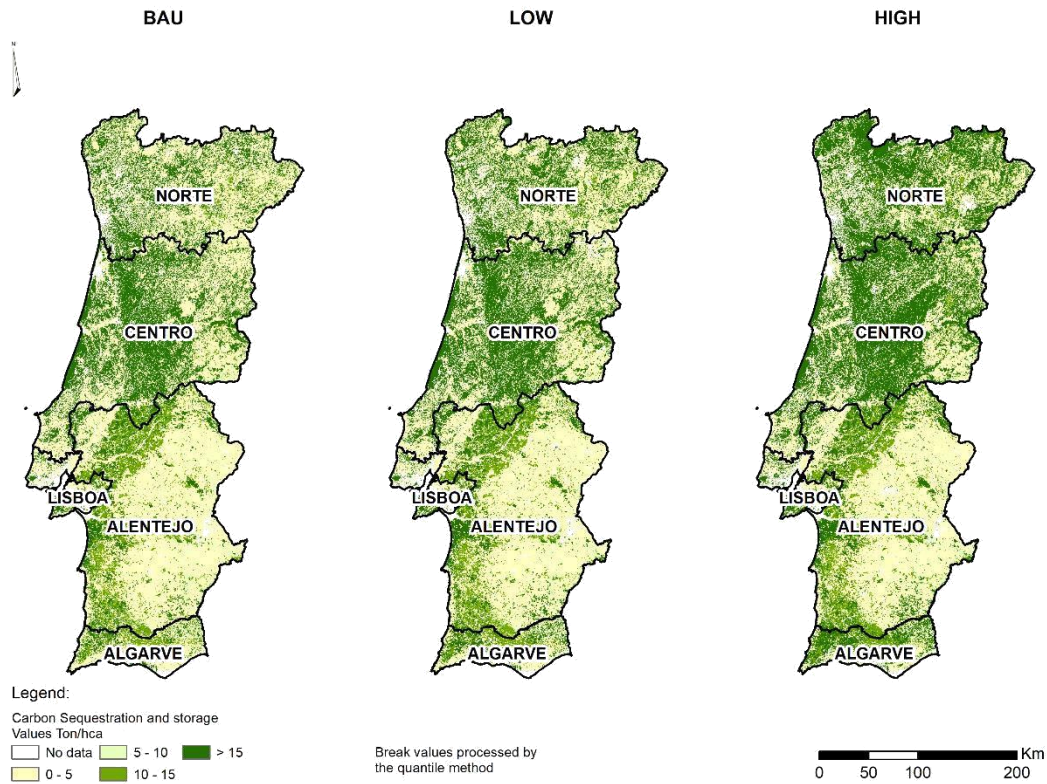 BAU LOW HIGH
N
NORTE NORTE NORTE
CENTRO CENTRO CENTRO
LISBOA LISBOA LISBOA
ALENTEJO ALENTEJO ALENTEJO
ALGARVE ALGARVE ALGARVE
Legend:
Carbon Sequestration and storage
Values Ton/hca
No data 5 - 10 > 15
0 - 5 10 - 15
Break values processed by
the quantile method
Km
0 50 100 200